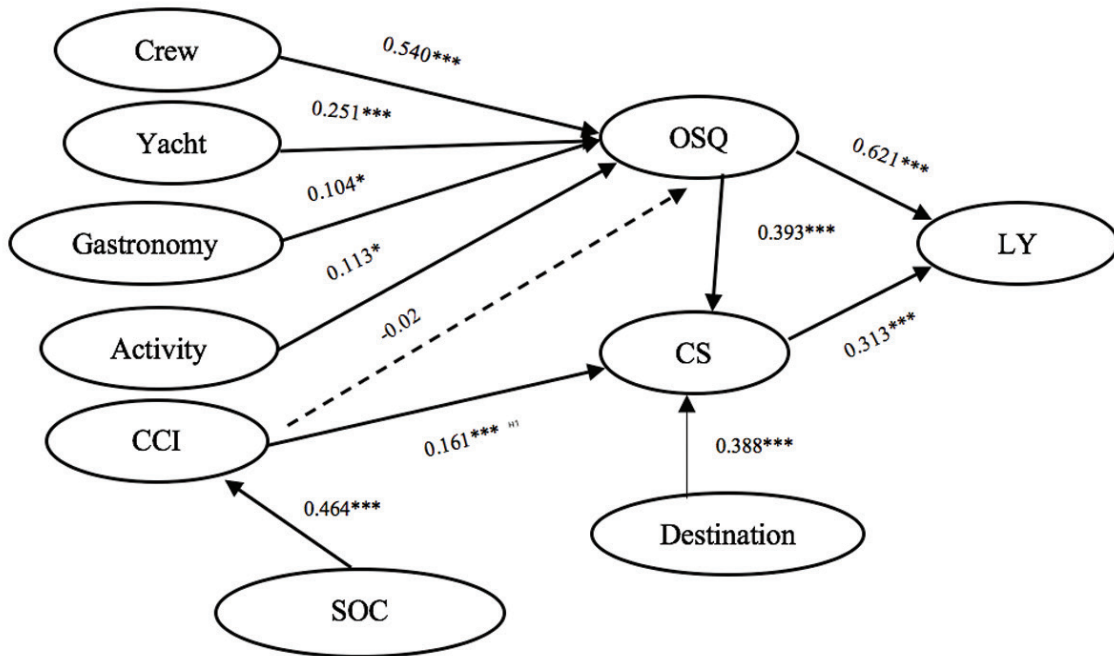 Crew
0.540***
Yacht
0.251***
OSQ
0.621***
Gastronomy
0.104*
0.393***
LY
Activity
0.113*
-0.02
CS
0.313***
CCI
0.161*** H3
0.388***
0.464***
Destination
SOC